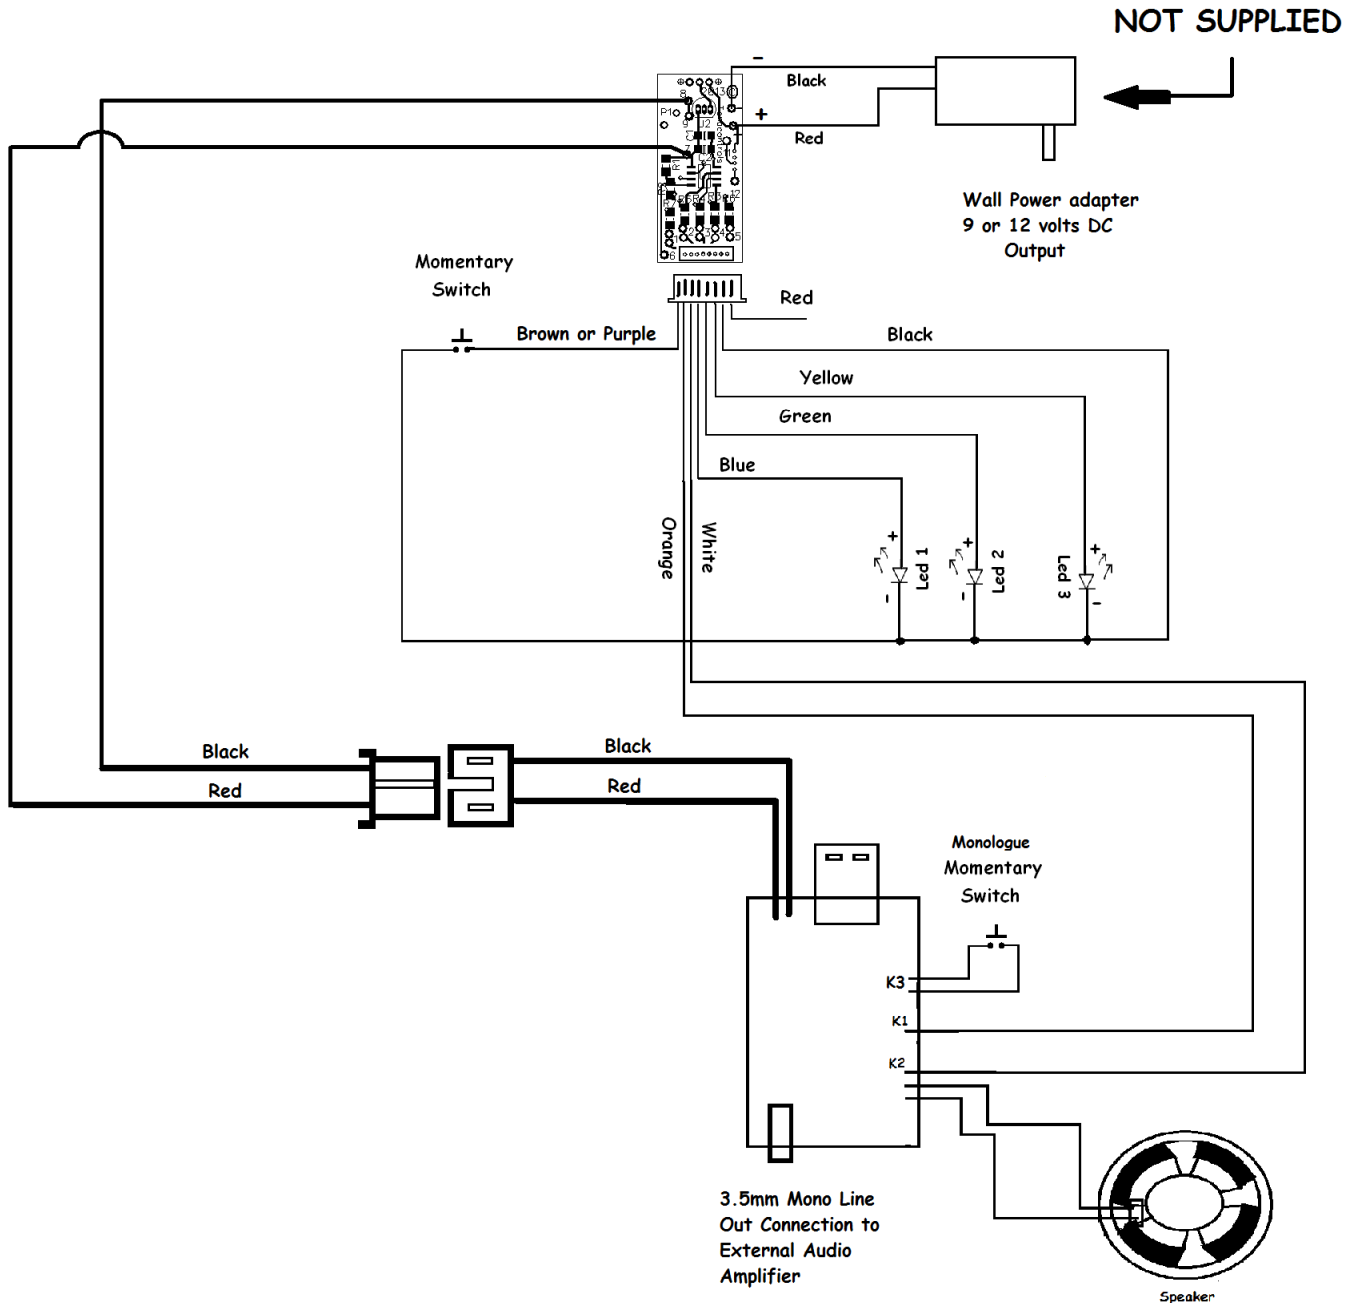 NOT SUPPLIED
-
Black
+
Red
Wall Power adapter
9 or 12 volts DC
Output
Momentary
Switch
Red
Brown or Purple
Black
Yellow
Green
Blue
Orange
White
+
-
Led 1
+
-
Led 2
Led 3
+
-
Black
Red
Black
Red
Monologue
Momentary
Switch
K3
K1
K2
3.5mm Mono Line
Out Connection to
External Audio
Amplifier
Speaker